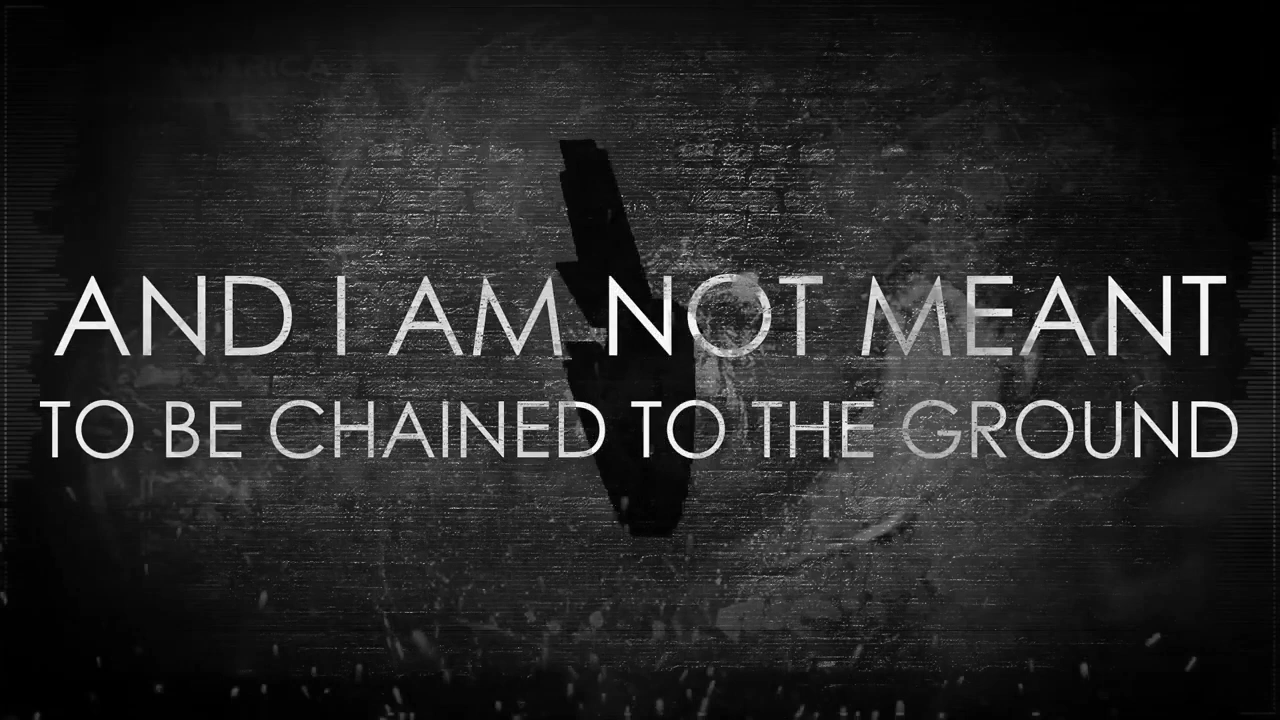 AND I AM NOT MEANT
TO BE CHAINED TO THE GROUND